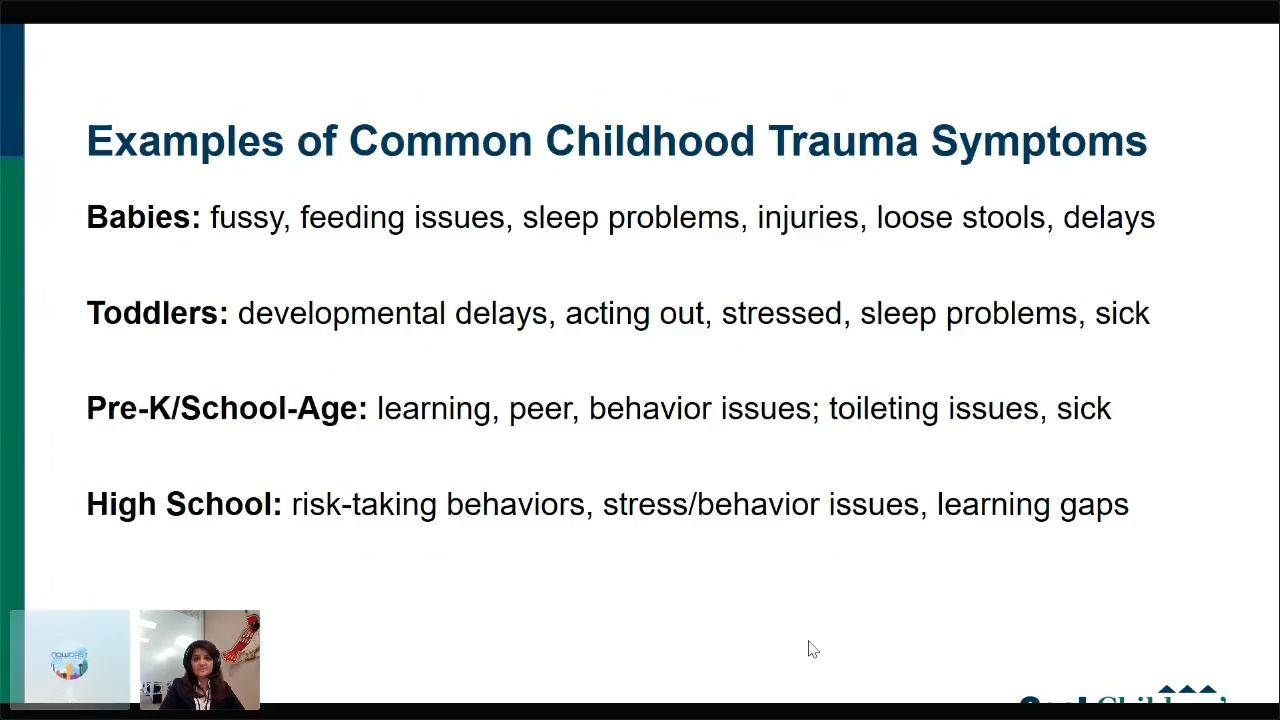 Examples of Common Childhood Trauma Symptoms
Babies: fussy, feeding issues, sleep problems, injuries, loose stools, delays
Toddlers: developmental delays, acting out, stressed, sleep problems, sick
Pre-K/School-Age: learning, peer, behavior issues; toileting issues, sick
High School: risk-taking behaviors, stress/behavior issues, learning gaps